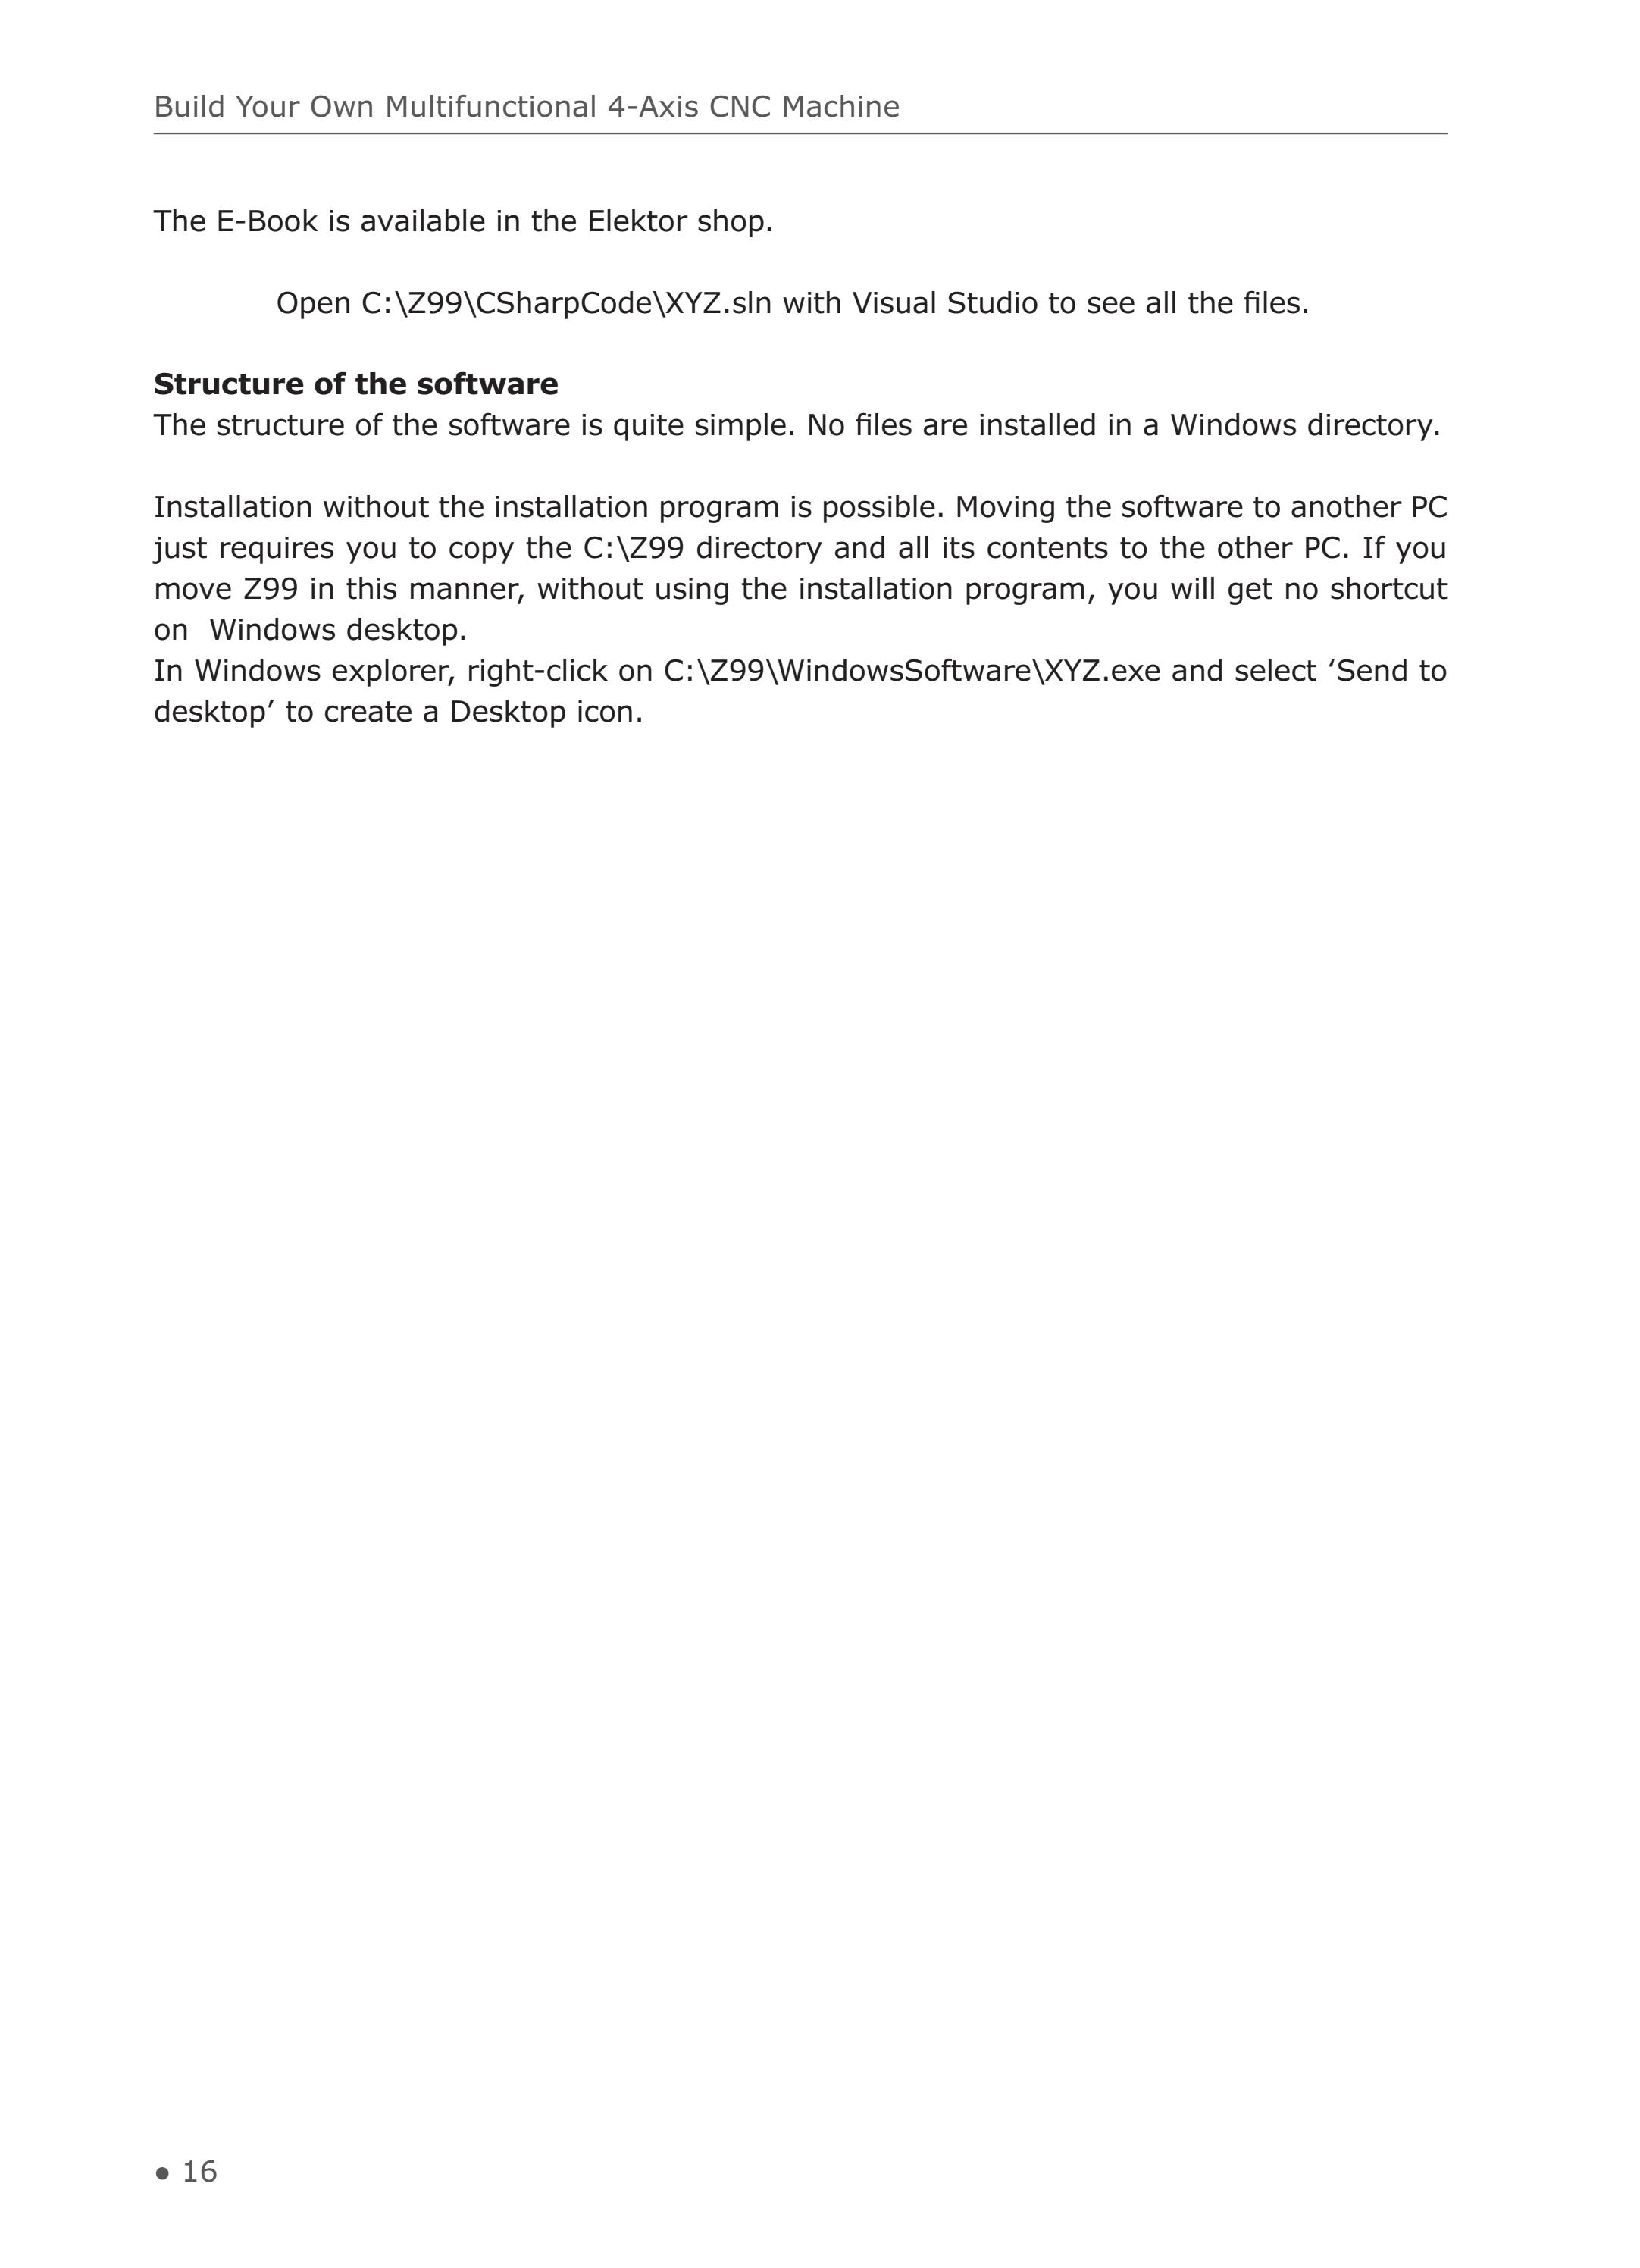 Build Your Own Multifunctional 4-Axis CNC Machine
The E-Book is available in the Elektor shop.
Open C:\Z99\CSharpCode\XYZ.sln with Visual Studio to see all the files.
Structure of the software
The structure of the software is quite simple. No files are installed in a Windows directory.
Installation without the installation program is possible. Moving the software to another PC
just requires you to copy the C:\Z99 directory and all its contents to the other PC. If you
move Z99 in this manner, without using the installation program, you will get no shortcut
on  Windows desktop.
In Windows explorer, right-click on C:\Z99\WindowsSoftware\XYZ.exe and select ‘Send to
desktop’ to create a Desktop icon.
● 16